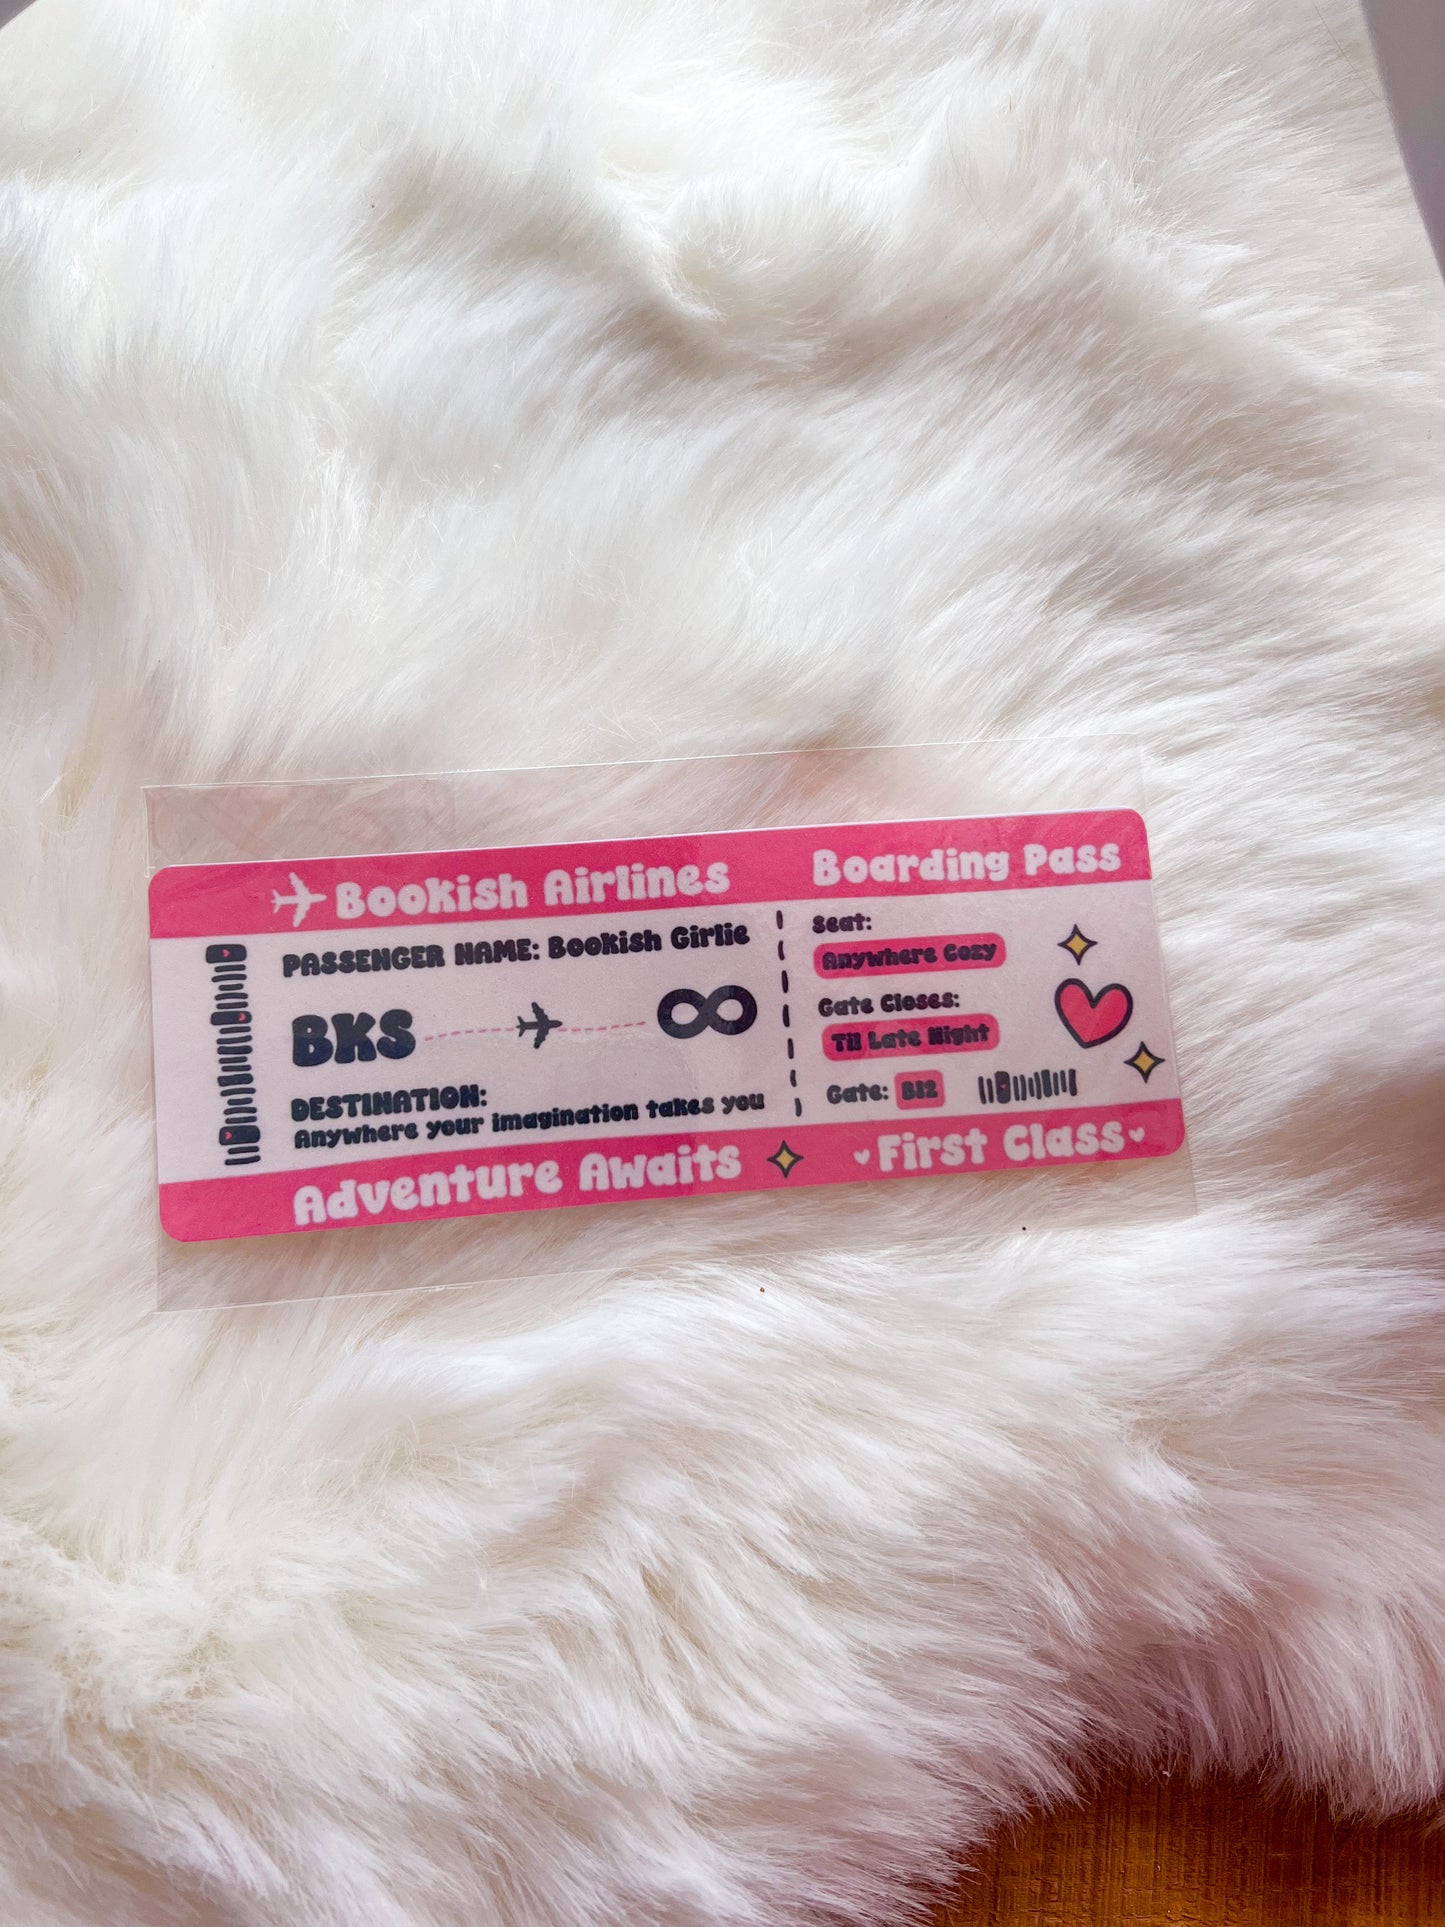 Bookish Airlines
PASSENGER NAME: Bookish Girlie
BKS
DESTINATION:
Anywhere your imagination takes you
Adventure Awaits
Boarding Pass
Seat:
Anywhere Cozy
Gate Closes:
Til Late Night
Gate: B12
First Class